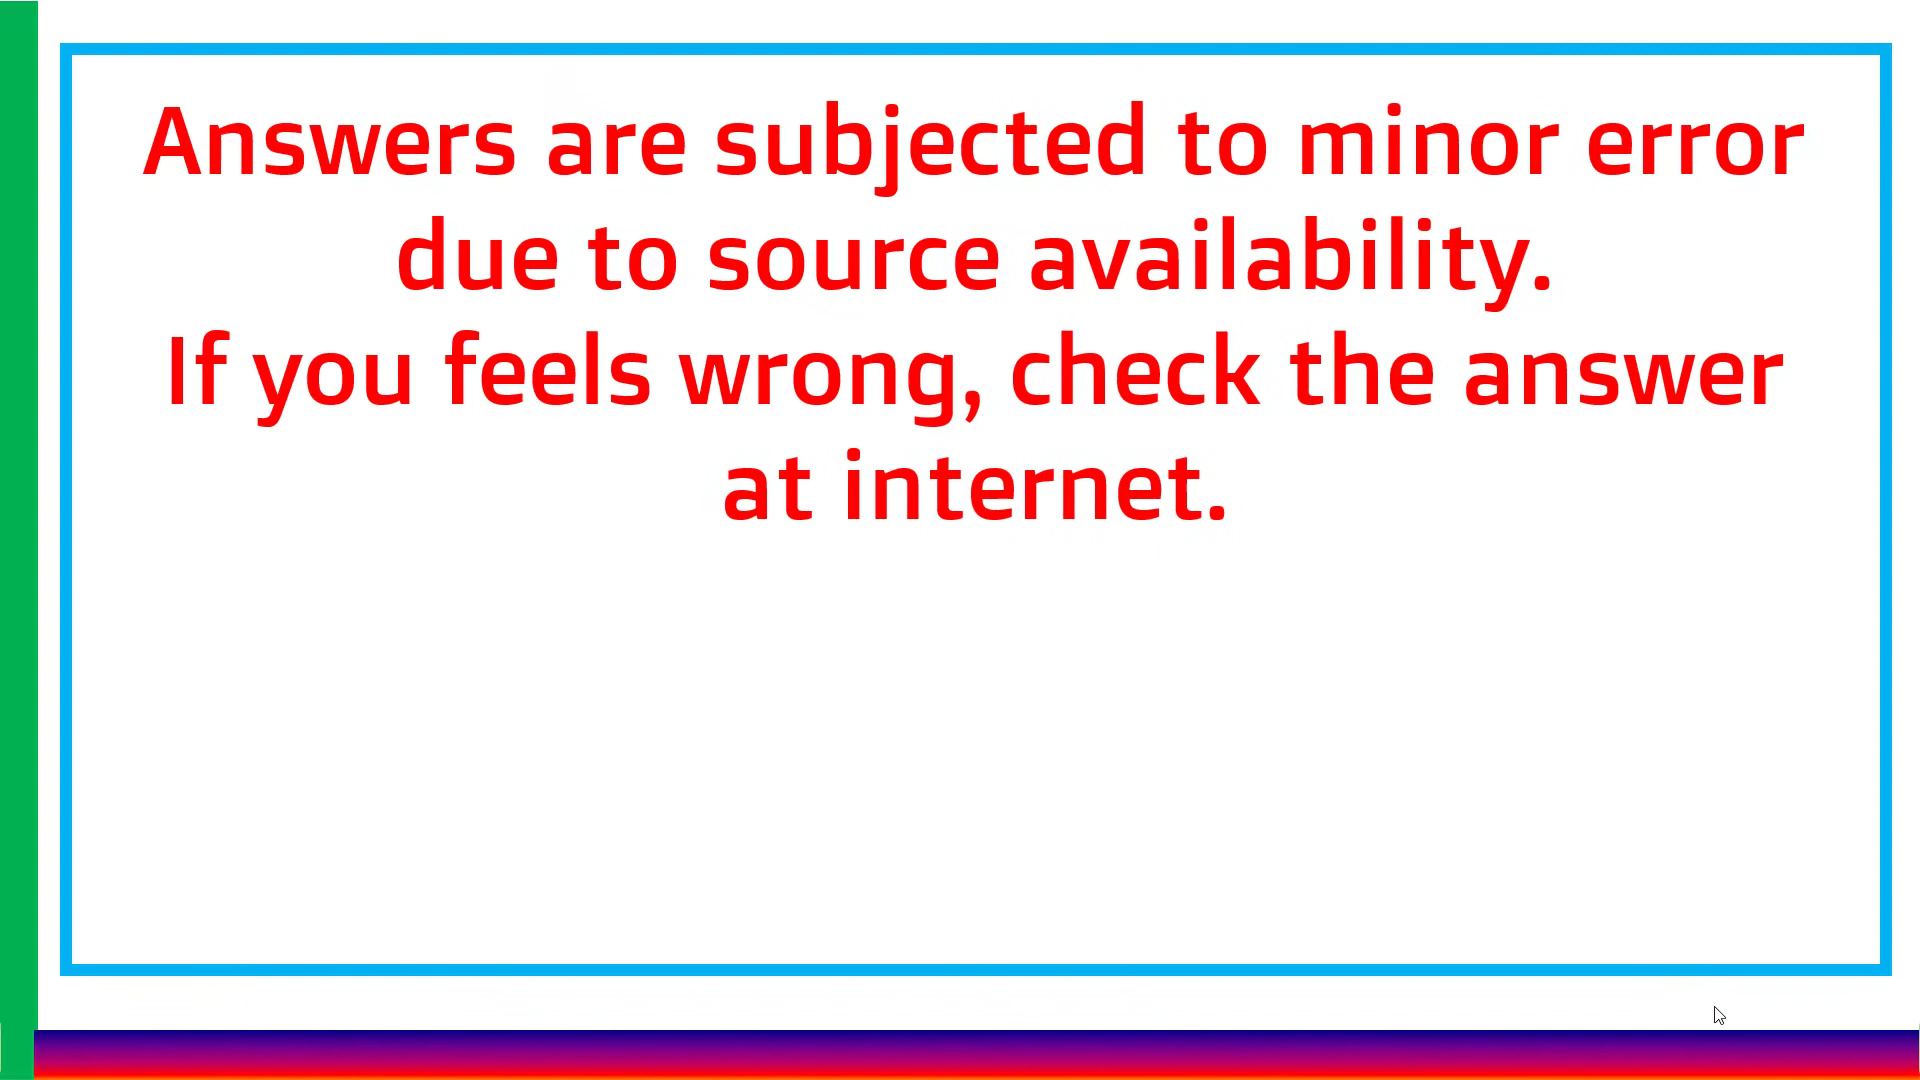 Answers are subjected to minor error
due to source availability.
If you feels wrong, check the answer
at internet.